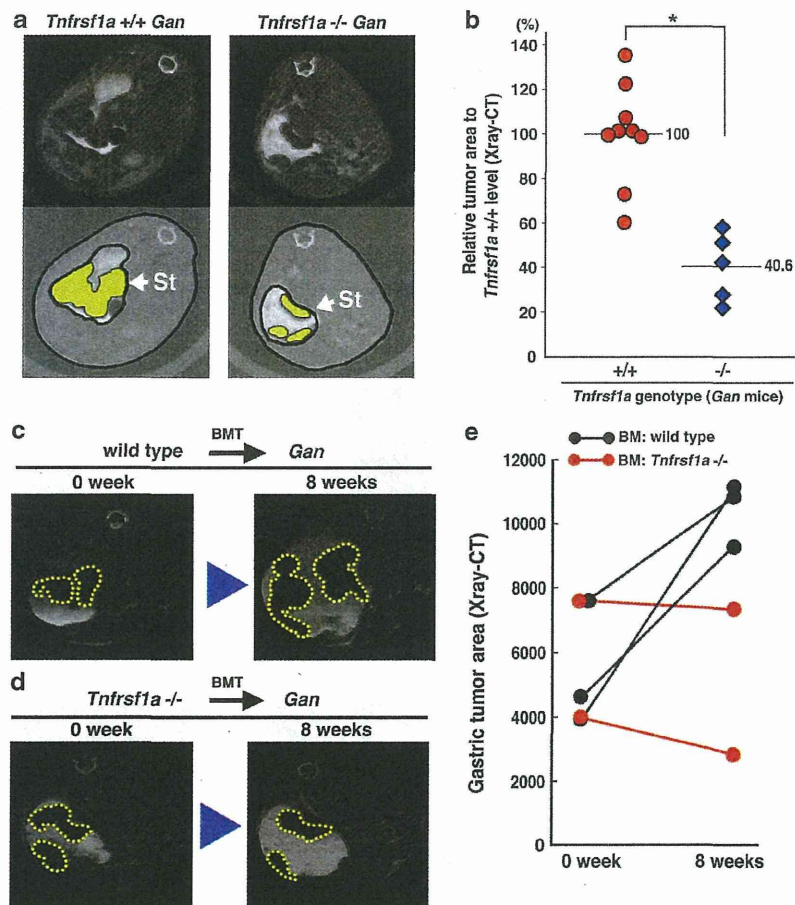 a
Tnfrsf1a +/+ Gan
Tnfrsf1a -/- Gan
St
St
b
(%)
Relative tumor area to
Tnfrsf1a +/+ level (Xray-CT)
140
120
100
80
60
40
20
0
*
100
40.6
+/+
-/-
Tnfrsf1a genotype (Gan mice)
c
wild type
BMT
Gan
0 week
8 weeks
d
Tnfrsf1a -/-
BMT
Gan
0 week
8 weeks
e
BM: wild type
BM: Tnfrsf1a -/-
Gastric tumor area (Xray-CT)
12000
10000
8000
6000
4000
2000
0
0 week
8 weeks